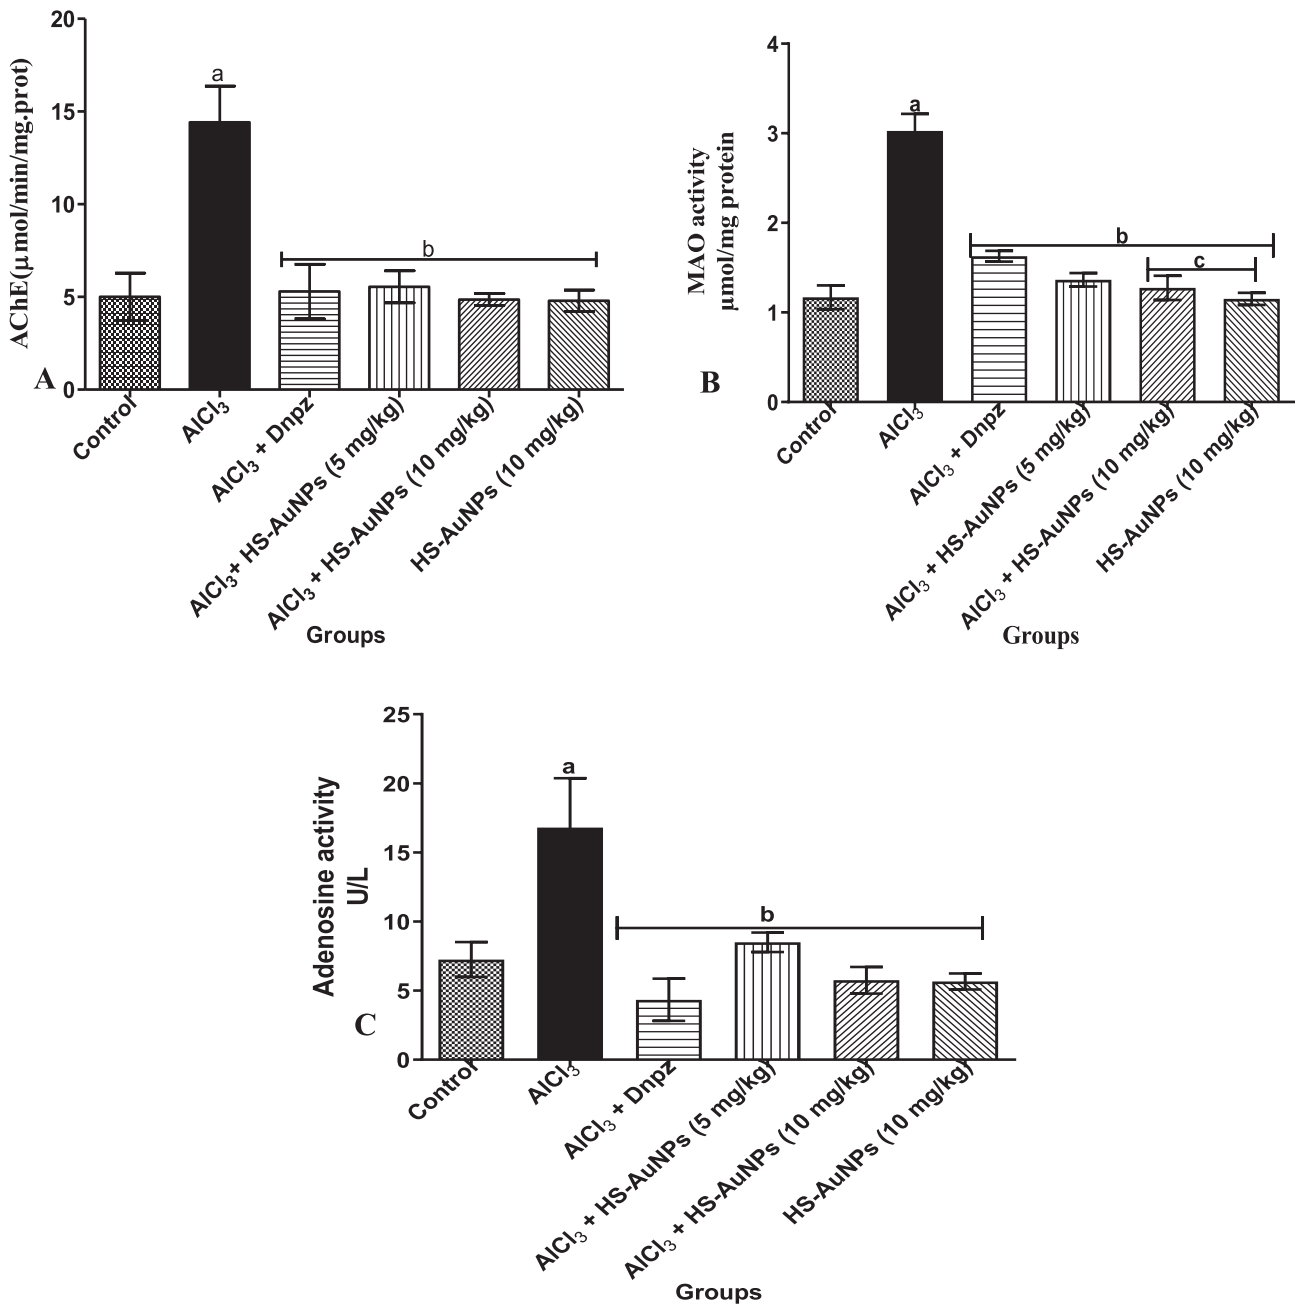 20
15
10
5
0
AChE(µmol/min/mg.prot)
a
b
A
Control
AlCl₃
AlCl₃ + Dnpz
AlCl₃+ HS-AuNPs (5 mg/kg)
AlCl₃ + HS-AuNPs (10 mg/kg)
HS-AuNPs (10 mg/kg)
Groups
4
3
2
1
0
MAO activity
µmol/mg protein
a
b
c
B
Control
AlCl₃
AlCl₃ + Dnpz
AlCl₃ + HS-AuNPs (5 mg/kg)
AlCl₃ + HS-AuNPs (10 mg/kg)
HS-AuNPs (10 mg/kg)
Groups
25
20
15
10
5
0
Adenosine activity
U/L
a
b
C
Control
AlCl₃
AlCl₃ + Dnpz
AlCl₃ + HS-AuNPs (5 mg/kg)
AlCl₃ + HS-AuNPs (10 mg/kg)
HS-AuNPs (10 mg/kg)
Groups